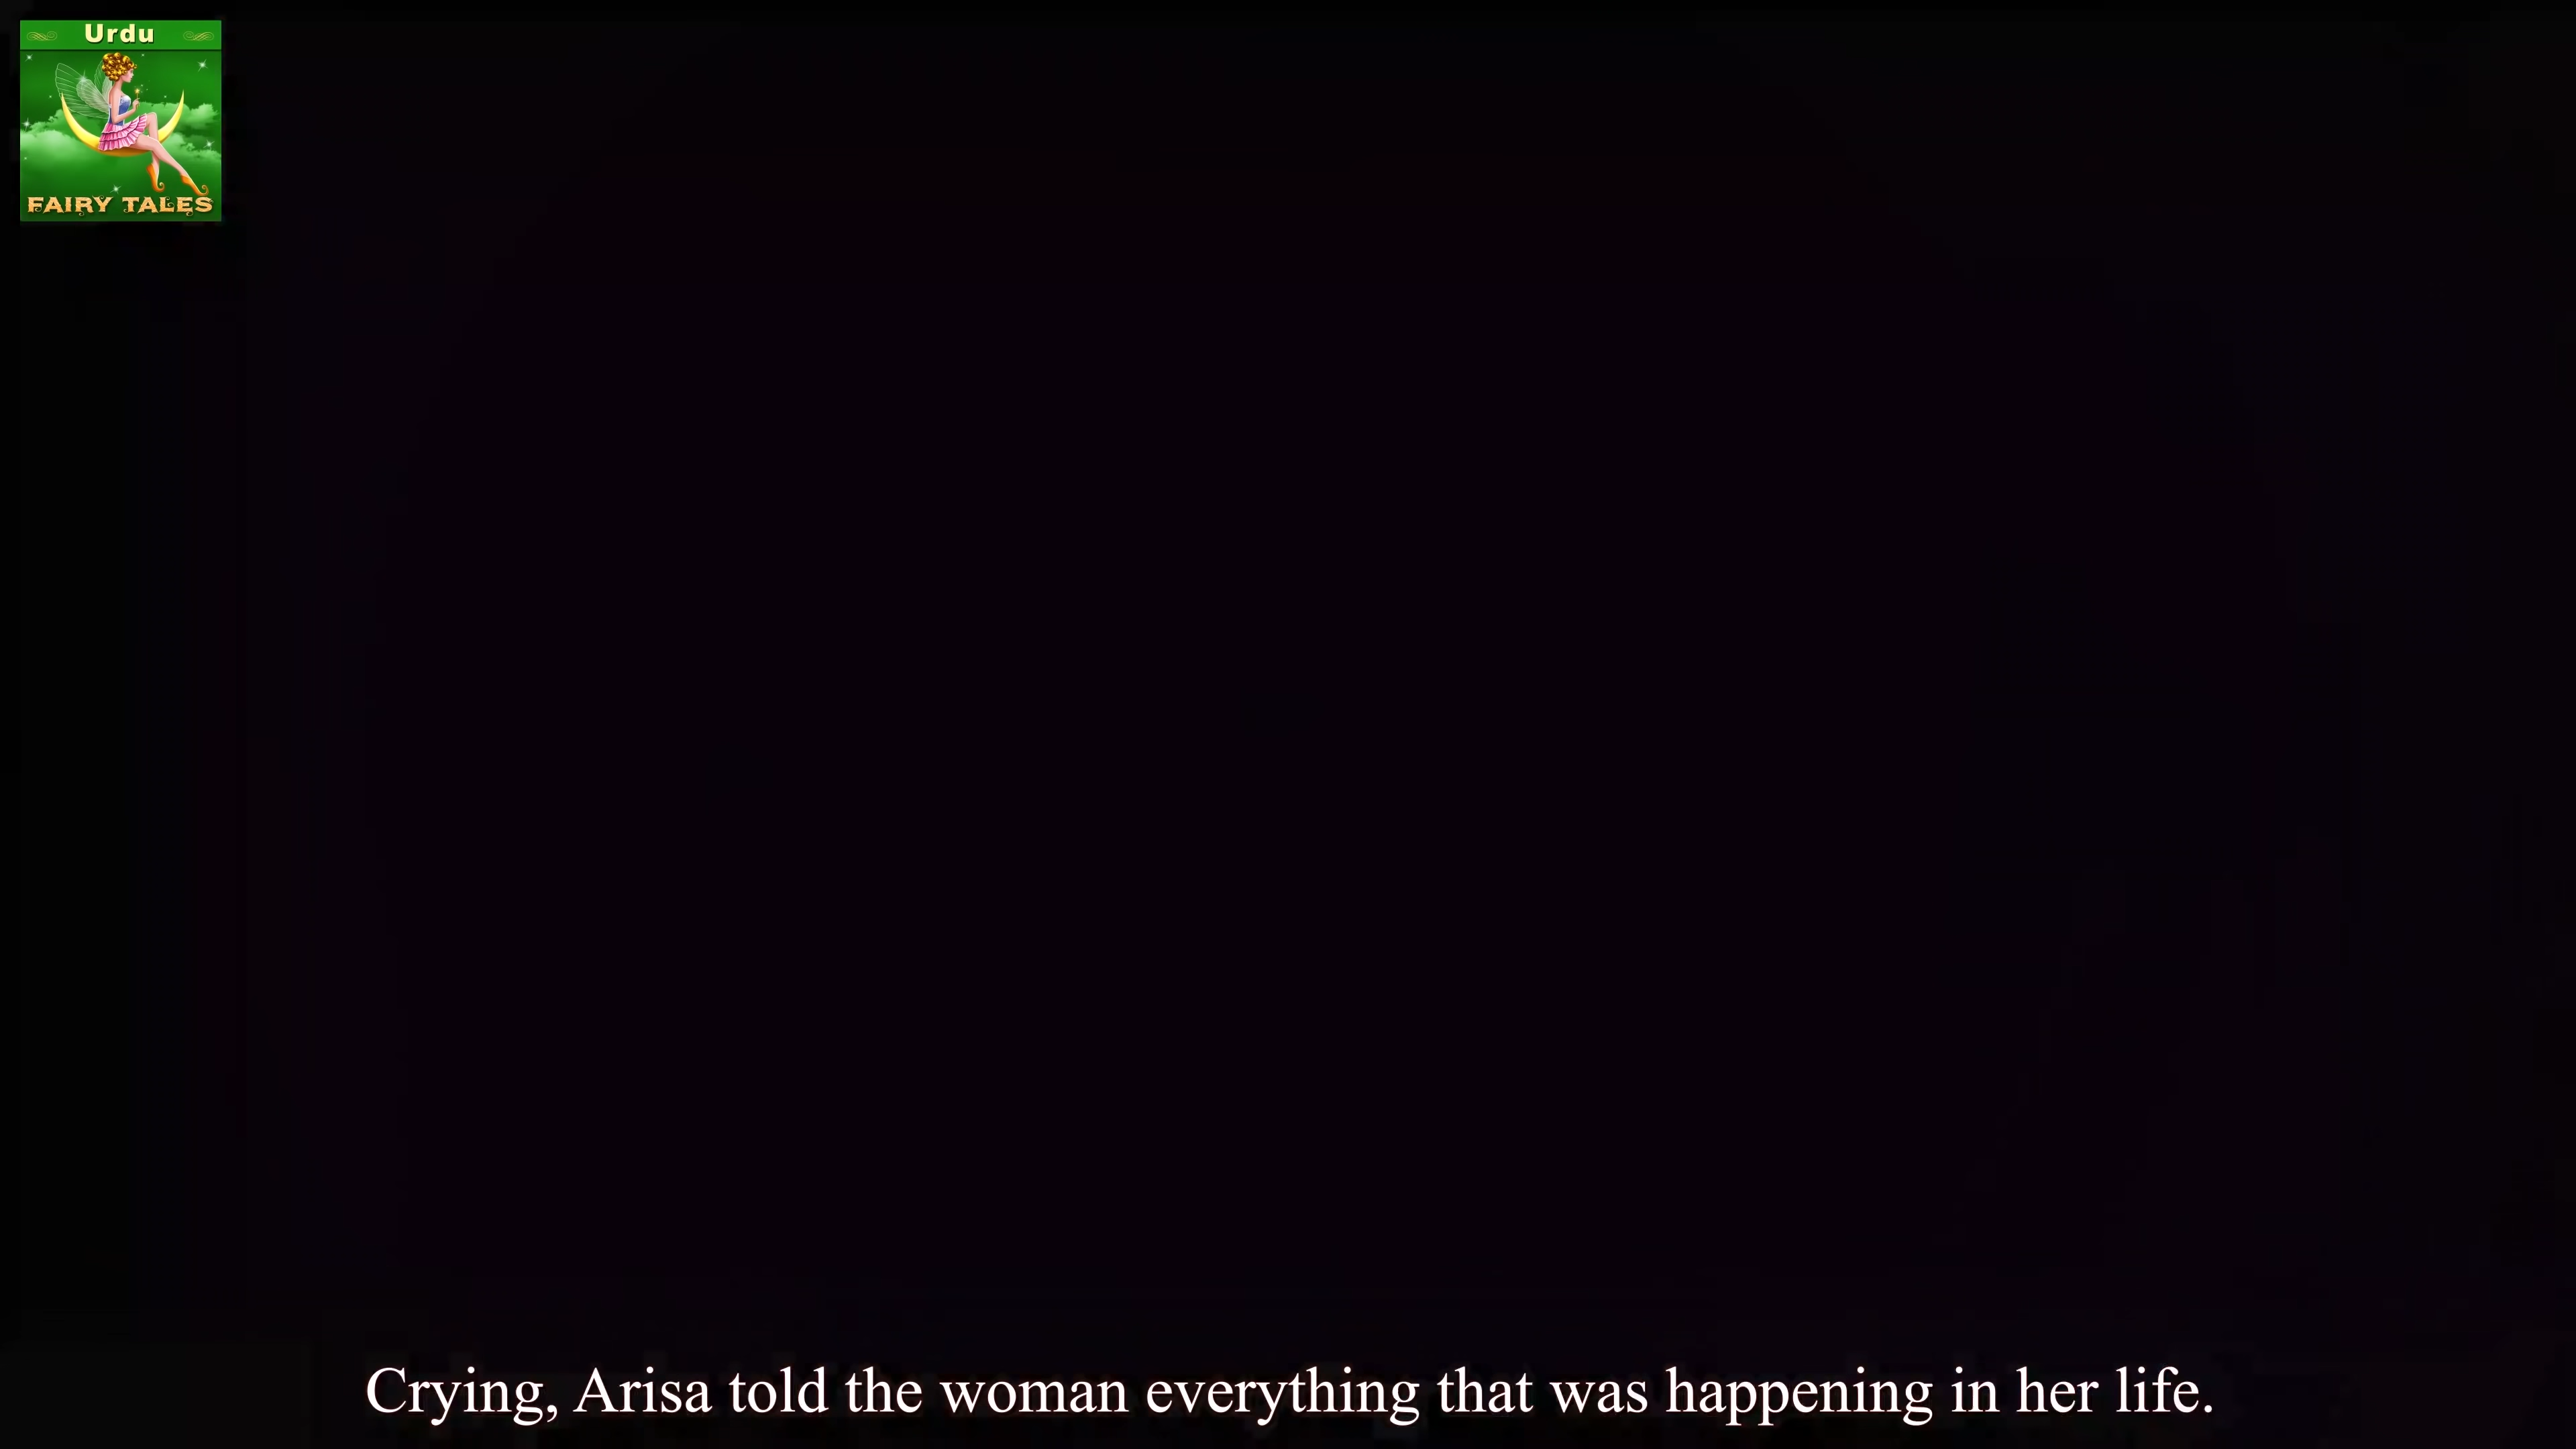 Urdu
FAIRY TALES
Crying, Arisa told the woman everything that was happening in her life.